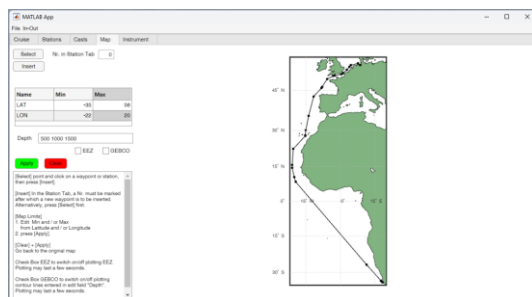 MATLAB App
File In-Out
Cruise Stations Casts Map Instrument
Select Nr. in Station Tab 0
Insert
Name Min Max
LAT -35 58
LON -22 20
Depth 500 1000 1500
EEZ GEBCO
Apply Clear
[Select] point and click on a waypoint or station,
then press [Insert].
[Insert] In the Station Tab, a Nr. must be marked
after which a new waypoint is to be inserted.
Alternatively, press [Select] first.
[Map Limits]
1. Edit Min and / or Max
from Latitude and / or Longitude
2. press [Apply]
[Clear] + [Apply]
Go back to the original map.
Check Box EEZ to switch on/off plotting EEZ.
Plotting may last a few seconds.
Check Box GEBCO to switch on/off plotting
contour lines entered in edit field "Depth".
Plotting may last a few seconds.
40° N
20° N
15° W
0° 0° 15° E